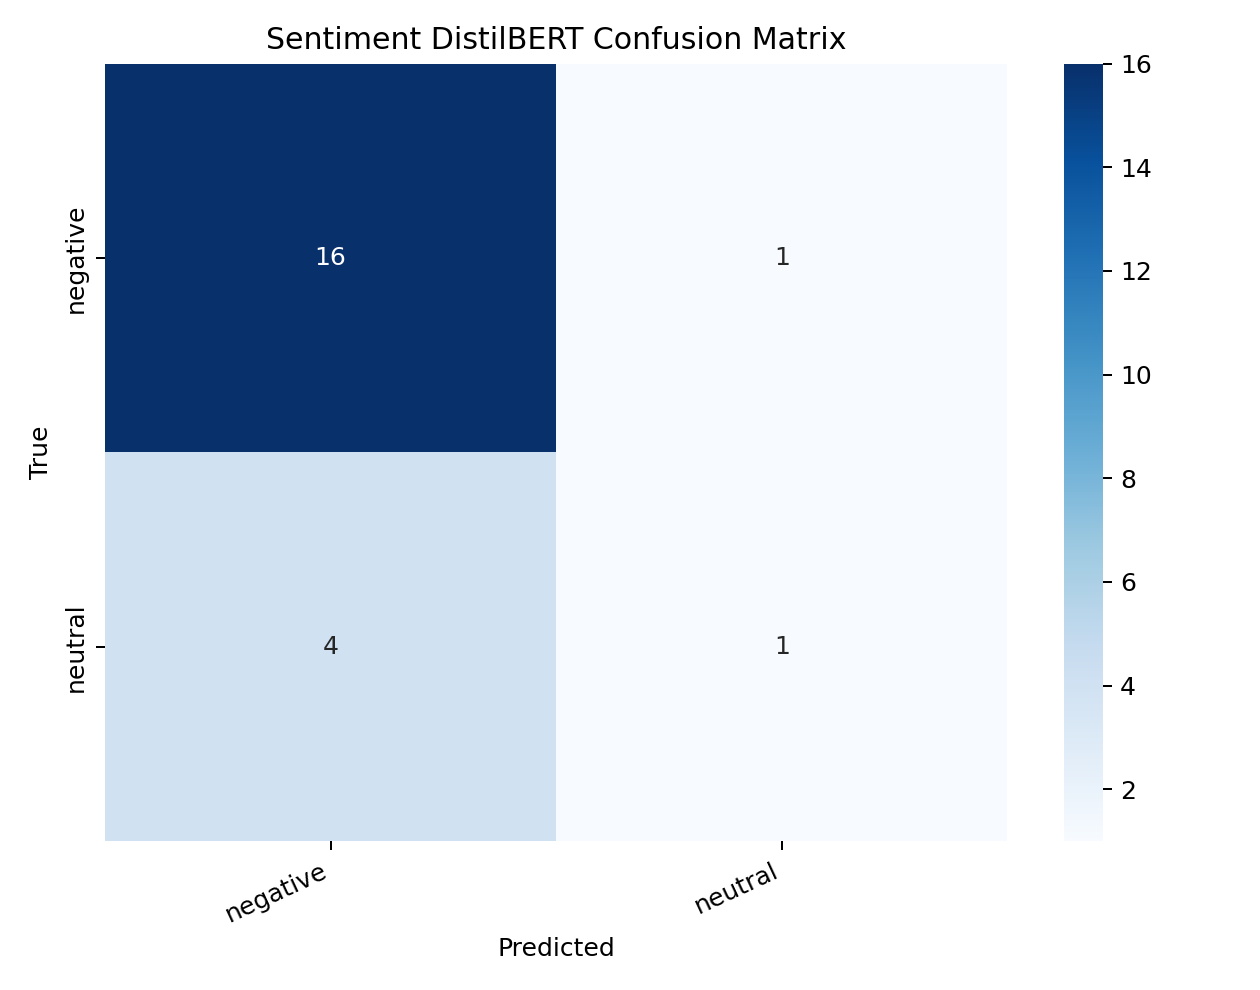 Sentiment DistilBERT Confusion Matrix
True
negative
neutral
16
1
4
1
negative
neutral
Predicted
16
14
12
10
8
6
4
2